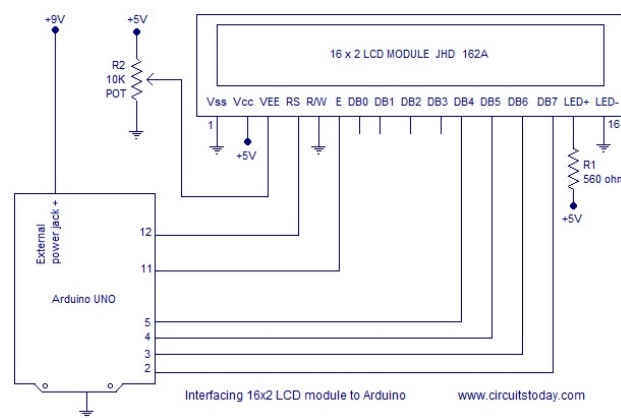 +9V
+5V
R2
10K
POT
16 x 2 LCD MODULE JHD 162A
Vss Vcc VEE RS R/W E DB0 DB1 DB2 DB3 DB4 DB5 DB6 DB7 LED+ LED-
1
16
+5V
R1
560 ohm
+5V
External
power jack +
12
11
Arduino UNO
5
4
3
2
Interfacing 16x2 LCD module to Arduino
www.circuitstoday.com